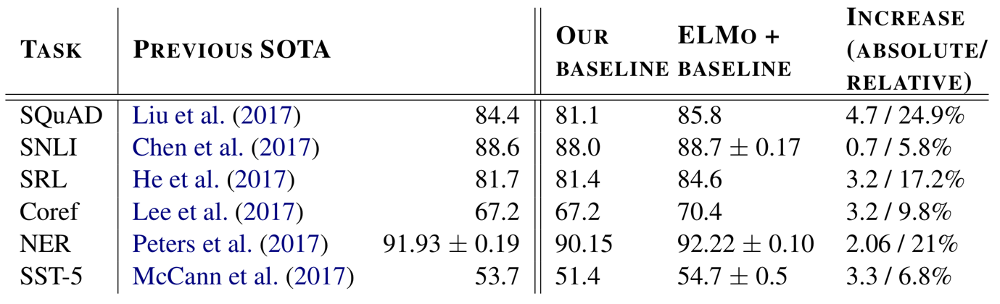 TASK PREVIOUS SOTA OUR BASELINE ELMO + BASELINE INCREASE (ABSOLUTE/ RELATIVE)
SQuAD Liu et al. (2017) 84.4 81.1 85.8 4.7 / 24.9%
SNLI Chen et al. (2017) 88.6 88.0 88.7 ± 0.17 0.7 / 5.8%
SRL He et al. (2017) 81.7 81.4 84.6 3.2 / 17.2%
Coref Lee et al. (2017) 67.2 67.2 70.4 3.2 / 9.8%
NER Peters et al. (2017) 91.93 ± 0.19 90.15 92.22 ± 0.10 2.06 / 21%
SST-5 McCann et al. (2017) 53.7 51.4 54.7 ± 0.5 3.3 / 6.8%